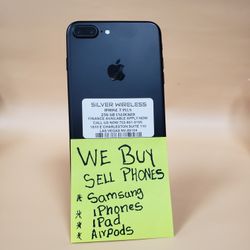 SILVER WIRELESS
IPHONE 7 PLUS
256 GB UNLOCKED
FINANCE AVAILABLE APPLY NOW
WE BUY
SELL PHONES
* Samsung
* iPhones
* iPad
* AirPods